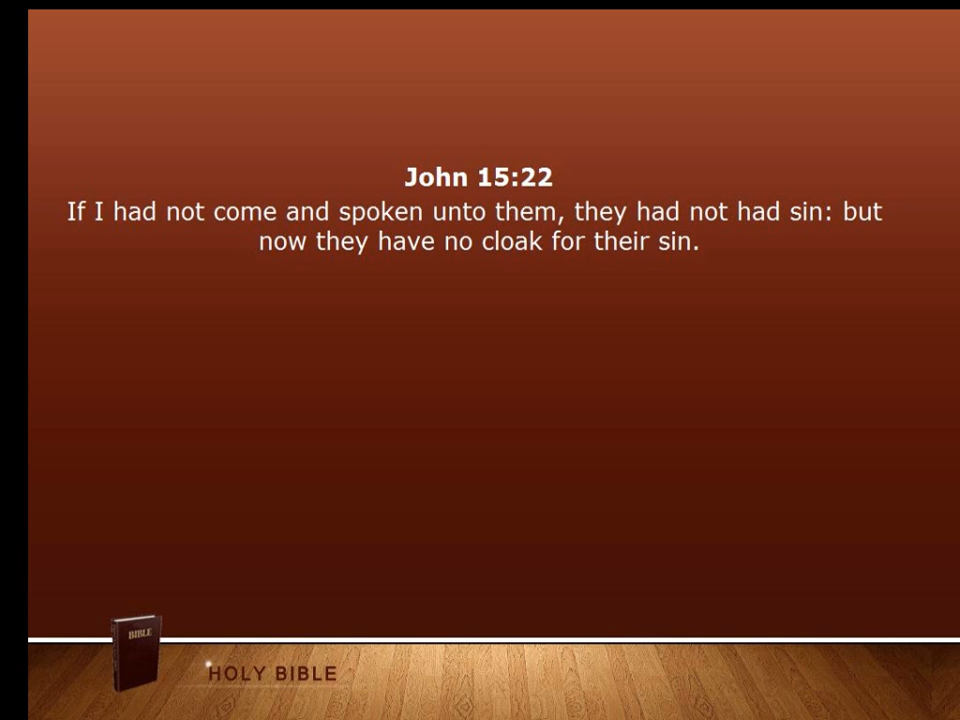 John 15:22
If I had not come and spoken unto them, they had not had sin: but
now they have no cloak for their sin.
BIBLE
HOLY BIBLE